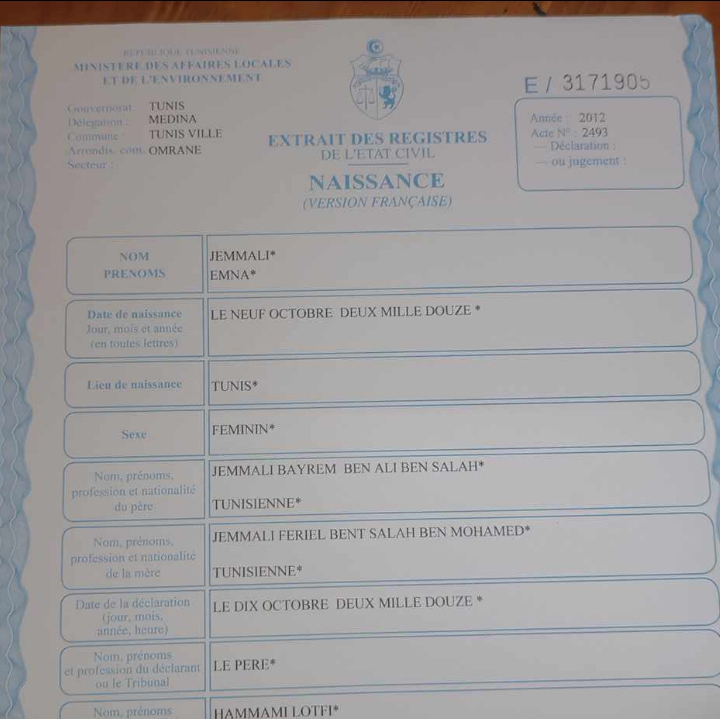 REPUBLIQUE TUNISIENNE
MINISTERE DES AFFAIRES LOCALES
ET DE L'ENVIRONNEMENT
Gouvernorat TUNIS
Délégation : MEDINA
Commune TUNIS VILLE
Arrondis. com. OMRANE
Secteur :
EXTRAIT DES REGISTRES
DE L'ETAT CIVIL
NAISSANCE
(VERSION FRANÇAISE)
E / 3171905
Année : 2012
Acte N° : 2493
— Déclaration :
— ou jugement :
NOM JEMMALI*
PRENOMS EMNA*
Date de naissance LE NEUF OCTOBRE DEUX MILLE DOUZE *
Jour, mois et année
(en toutes lettres)
Lieu de naissance TUNIS*
Sexe FEMININ*
Nom, prénoms, JEMMALI BAYREM BEN ALI BEN SALAH*
profession et nationalité
du père TUNISIENNE*
Nom, prénoms, JEMMALI FERIEL BENT SALAH BEN MOHAMED*
profession et nationalité
de la mère TUNISIENNE*
Date de la déclaration LE DIX OCTOBRE DEUX MILLE DOUZE *
(jour, mois,
année, heure)
Nom, prénoms
et profession du déclarant LE PERE*
ou le Tribunal
Nom, prénoms HAMMAMI LOTFI*